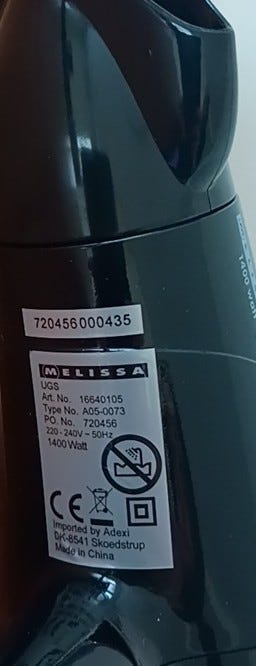 720456000435
MELISSA
UGS
Art. No. 16640105
Type No. A05-0073
PO. No. 720456
220 - 240V ~ 50Hz
1400 Watt
CE
Imported by Adexi
DK-8541 Skoedstrup
Made in China
1400 watt